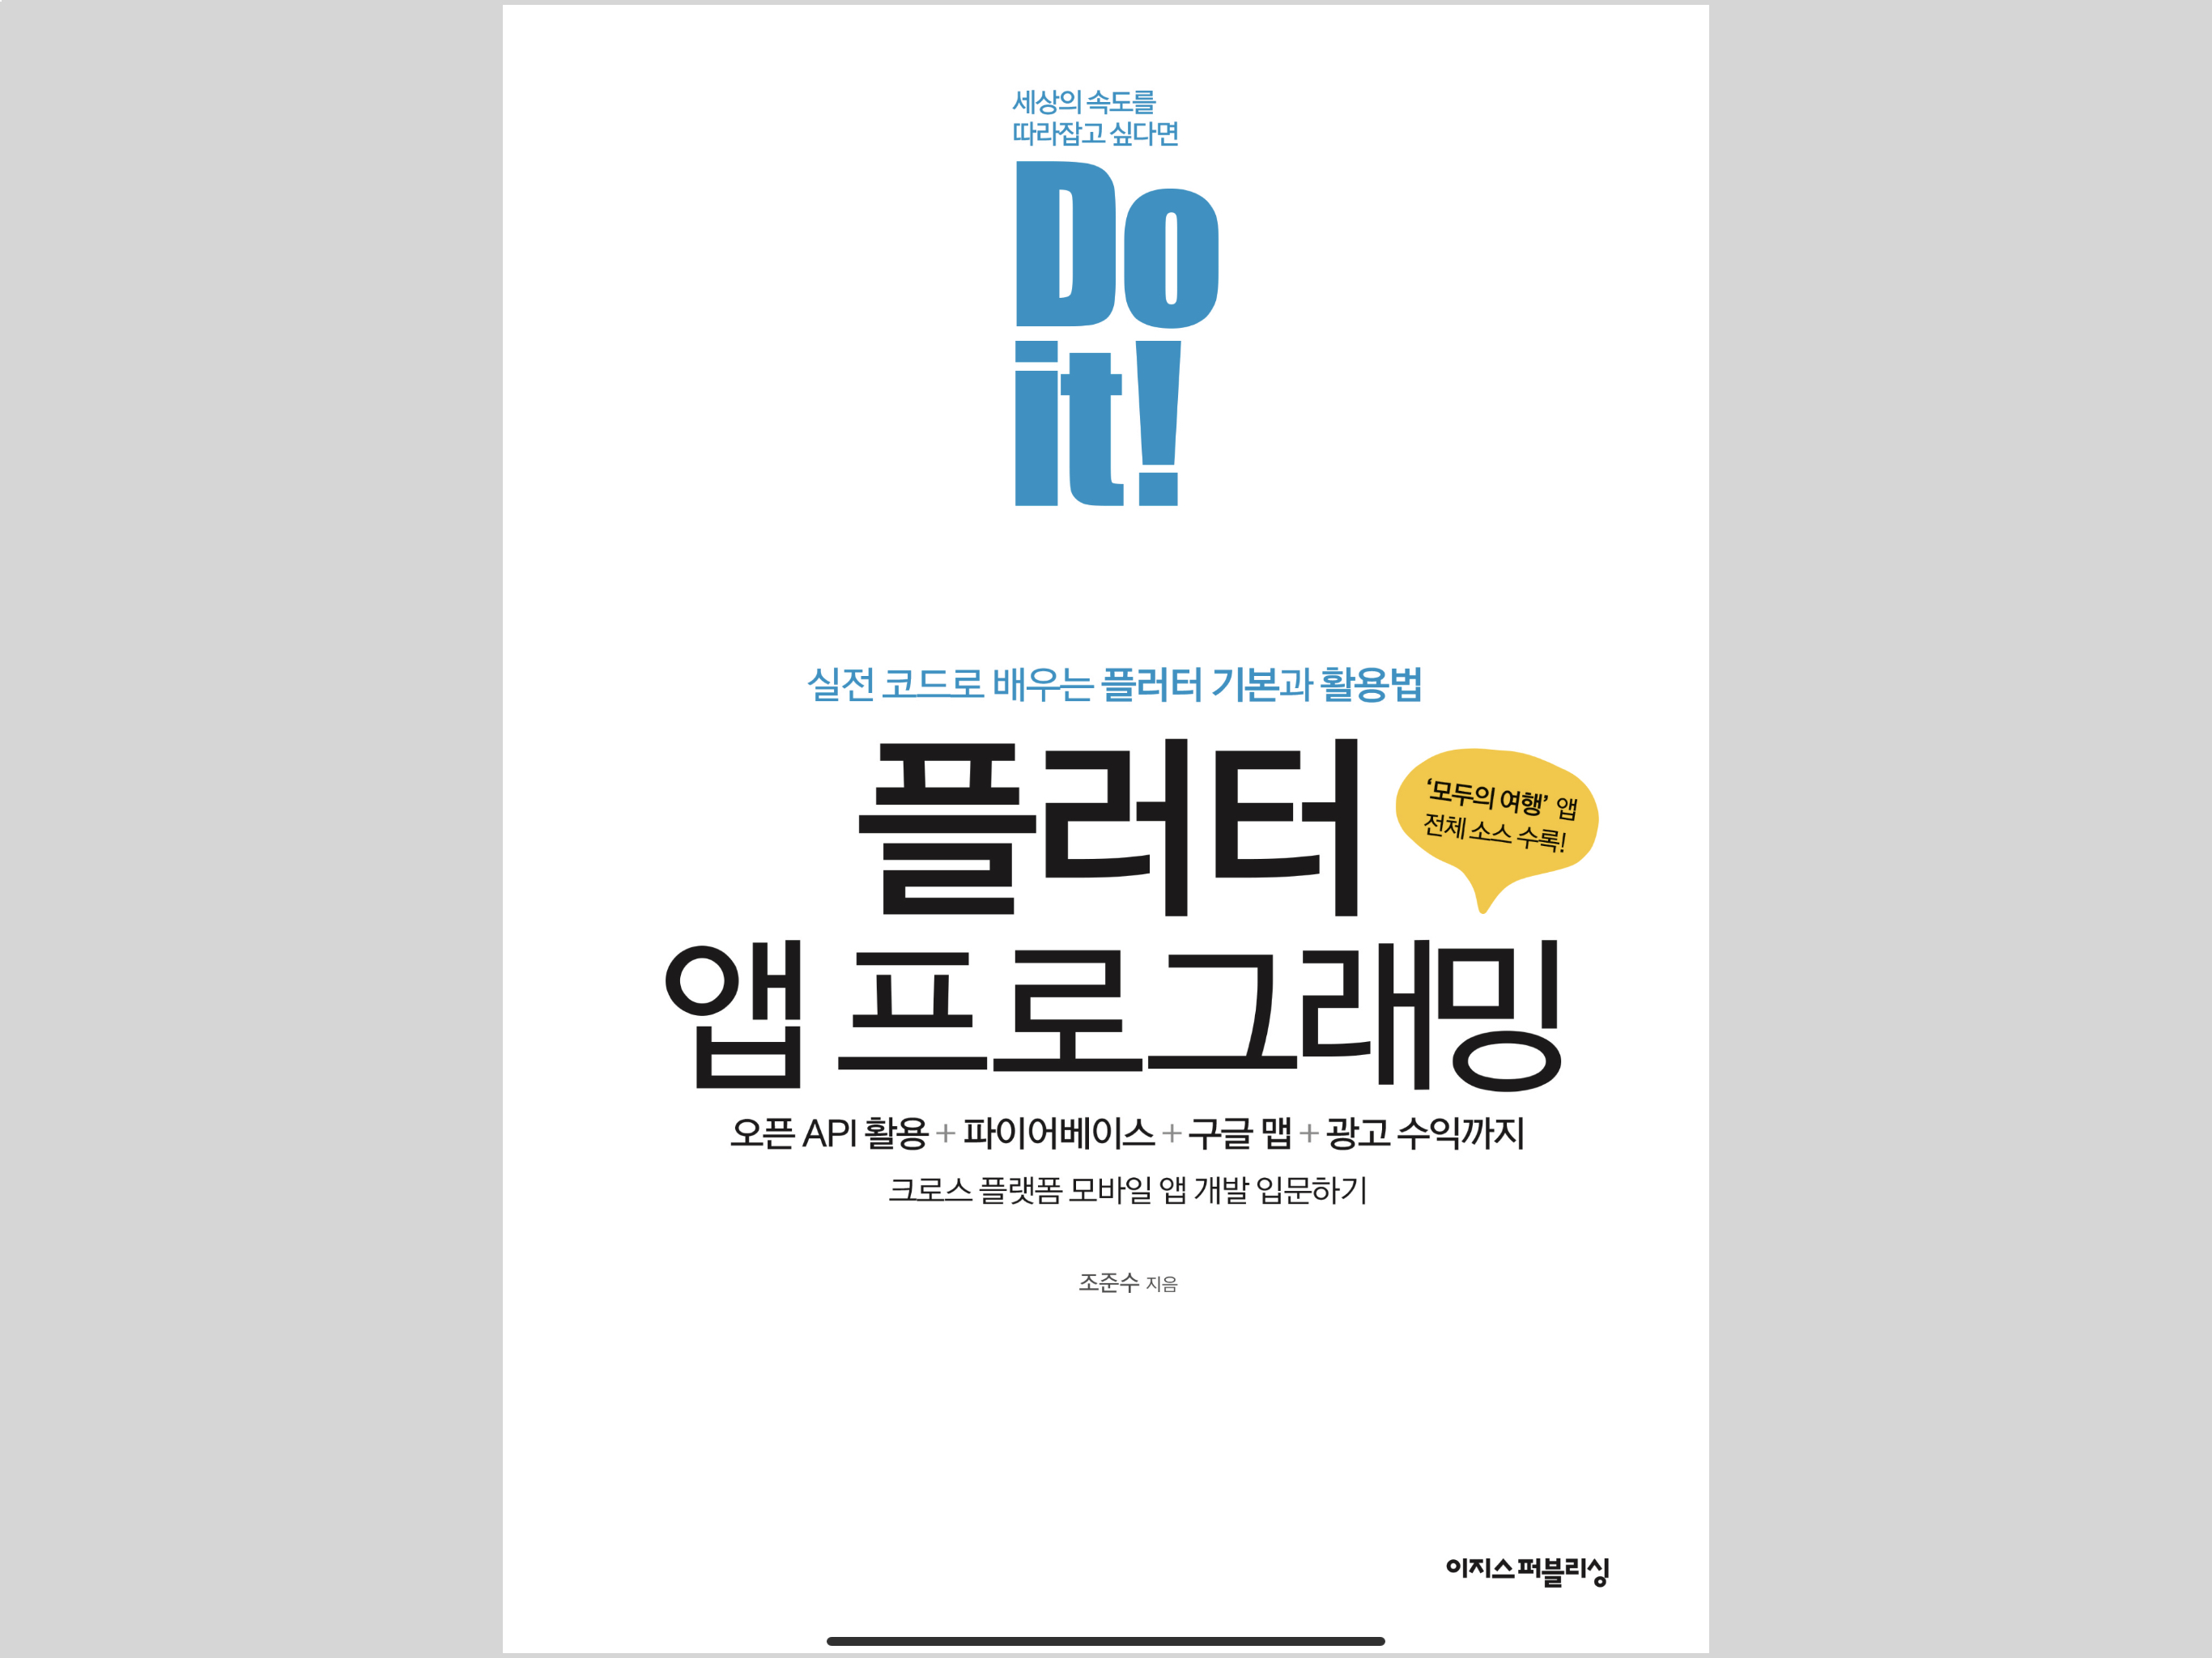 세상의 속도를
따라잡고 싶다면
Do
it!
실전 코드로 배우는 플러터 기본과 활용법
플러터
‘모두의 여행’ 앱
전체 소스 수록!
앱 프로그래밍
오픈 API 활용 + 파이어베이스 + 구글 맵 + 광고 수익까지
크로스 플랫폼 모바일 앱 개발 입문하기
조준수 지음
이지스퍼블리싱